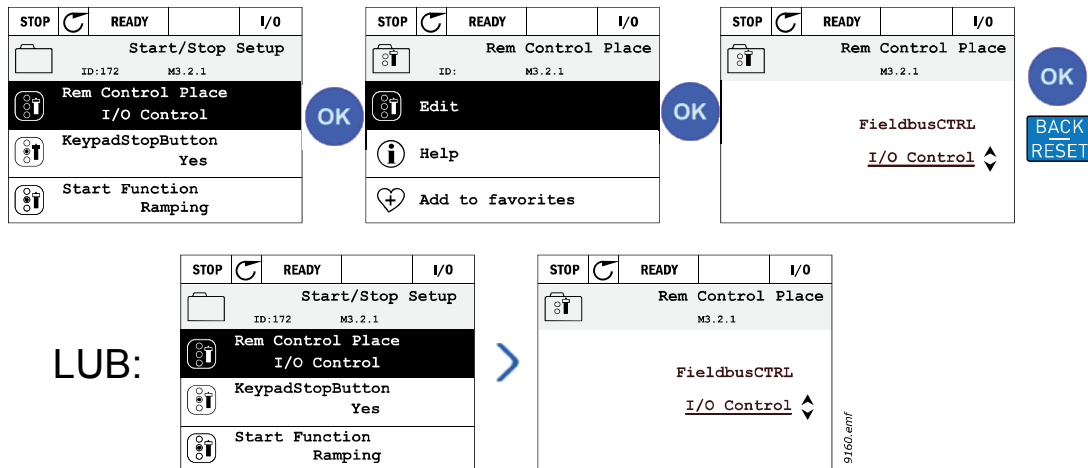 STOP READY I/O
Start/Stop Setup
ID:172 M3.2.1
Rem Control Place
I/O Control
KeypadStopButton
Yes
Start Function
Ramping
OK
STOP READY I/O
Rem Control Place
ID: M3.2.1
Edit
Help
Add to favorites
OK
STOP READY I/O
Rem Control Place
M3.2.1
FieldbusCTRL
I/O Control
OK
BACK
RESET
LUB:
STOP READY I/O
Start/Stop Setup
ID:172 M3.2.1
Rem Control Place
I/O Control
KeypadStopButton
Yes
Start Function
Ramping
STOP READY I/O
Rem Control Place
M3.2.1
FieldbusCTRL
I/O Control
9160.emf